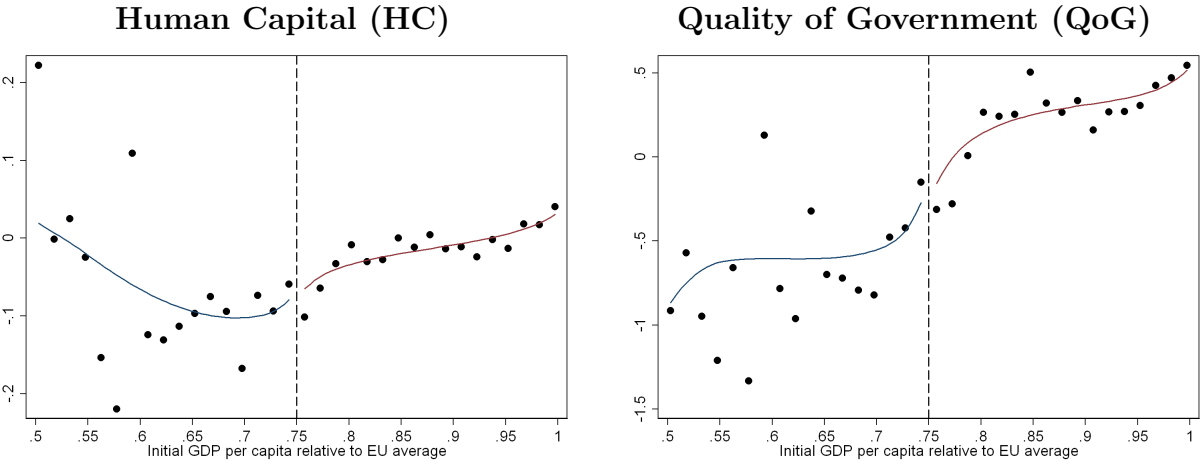 Human Capital (HC)
.2
.1
0
-.1
-.2
.5 .55 .6 .65 .7 .75 .8 .85 .9 .95 1
Initial GDP per capita relative to EU average
Quality of Government (QoG)
.5
0
-.5
-1
-1.5
.5 .55 .6 .65 .7 .75 .8 .85 .9 .95 1
Initial GDP per capita relative to EU average